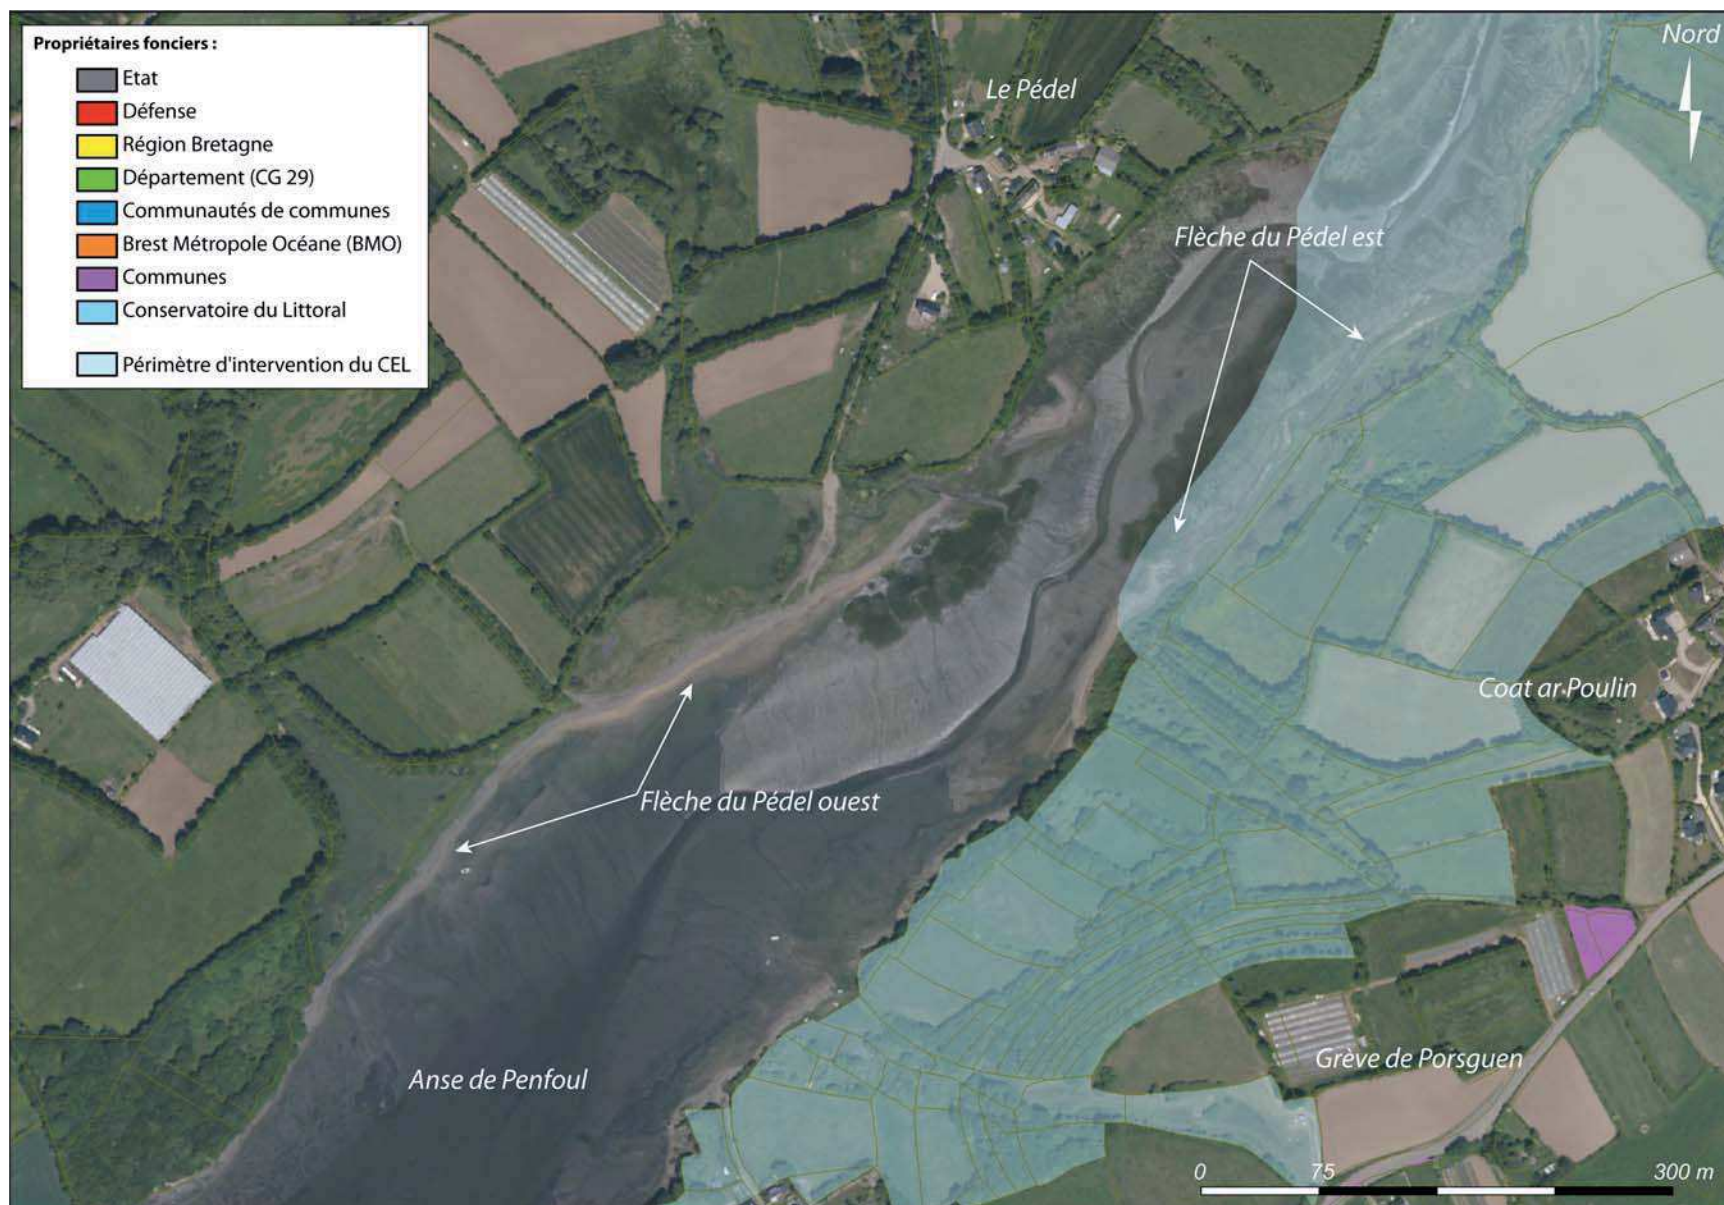 Propriétaires fonciers :
Etat
Défense
Région Bretagne
Département (CG 29)
Communautés de communes
Brest Métropole Océane (BMO)
Communes
Conservatoire du Littoral
Périmètre d'intervention du CEL
Nord
Le Pédel
Flèche du Pédel est
Coat ar Poulin
Flèche du Pédel ouest
Grève de Porsguen
Anse de Penfoul
0 75 300 m